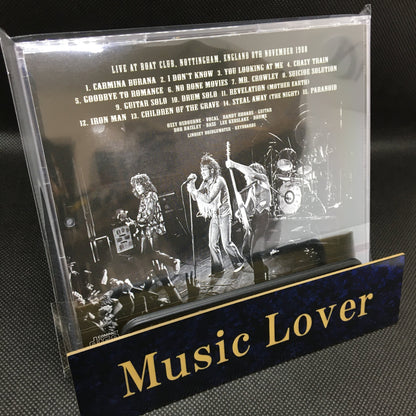 LIVE AT BOAT CLUB, NOTTINGHAM, ENGLAND 8TH NOVEMBER 1980
1. CARMINA BURANA 2. I DON'T KNOW 3. YOU LOOKING AT ME 4. CRAZY TRAIN
5. GOODBYE TO ROMANCE 6. NO BONE MOVIES 7. MR. CROWLEY 8. SUICIDE SOLUTION
9. GUITAR SOLO 10. DRUM SOLO 11. REVELATION (MOTHER EARTH)
12. IRON MAN 13. CHILDREN OF THE GRAVE 14. STEAL AWAY (THE NIGHT) 15. PARANOID
OZZY OSBOURNE - VOCAL RANDY RHOADS - GUITAR
BOB DAISLEY - BASS LEE KERSLAKE - DRUMS
LINDSEY BRIDGEWATER - KEYBOARDS
Music Lover